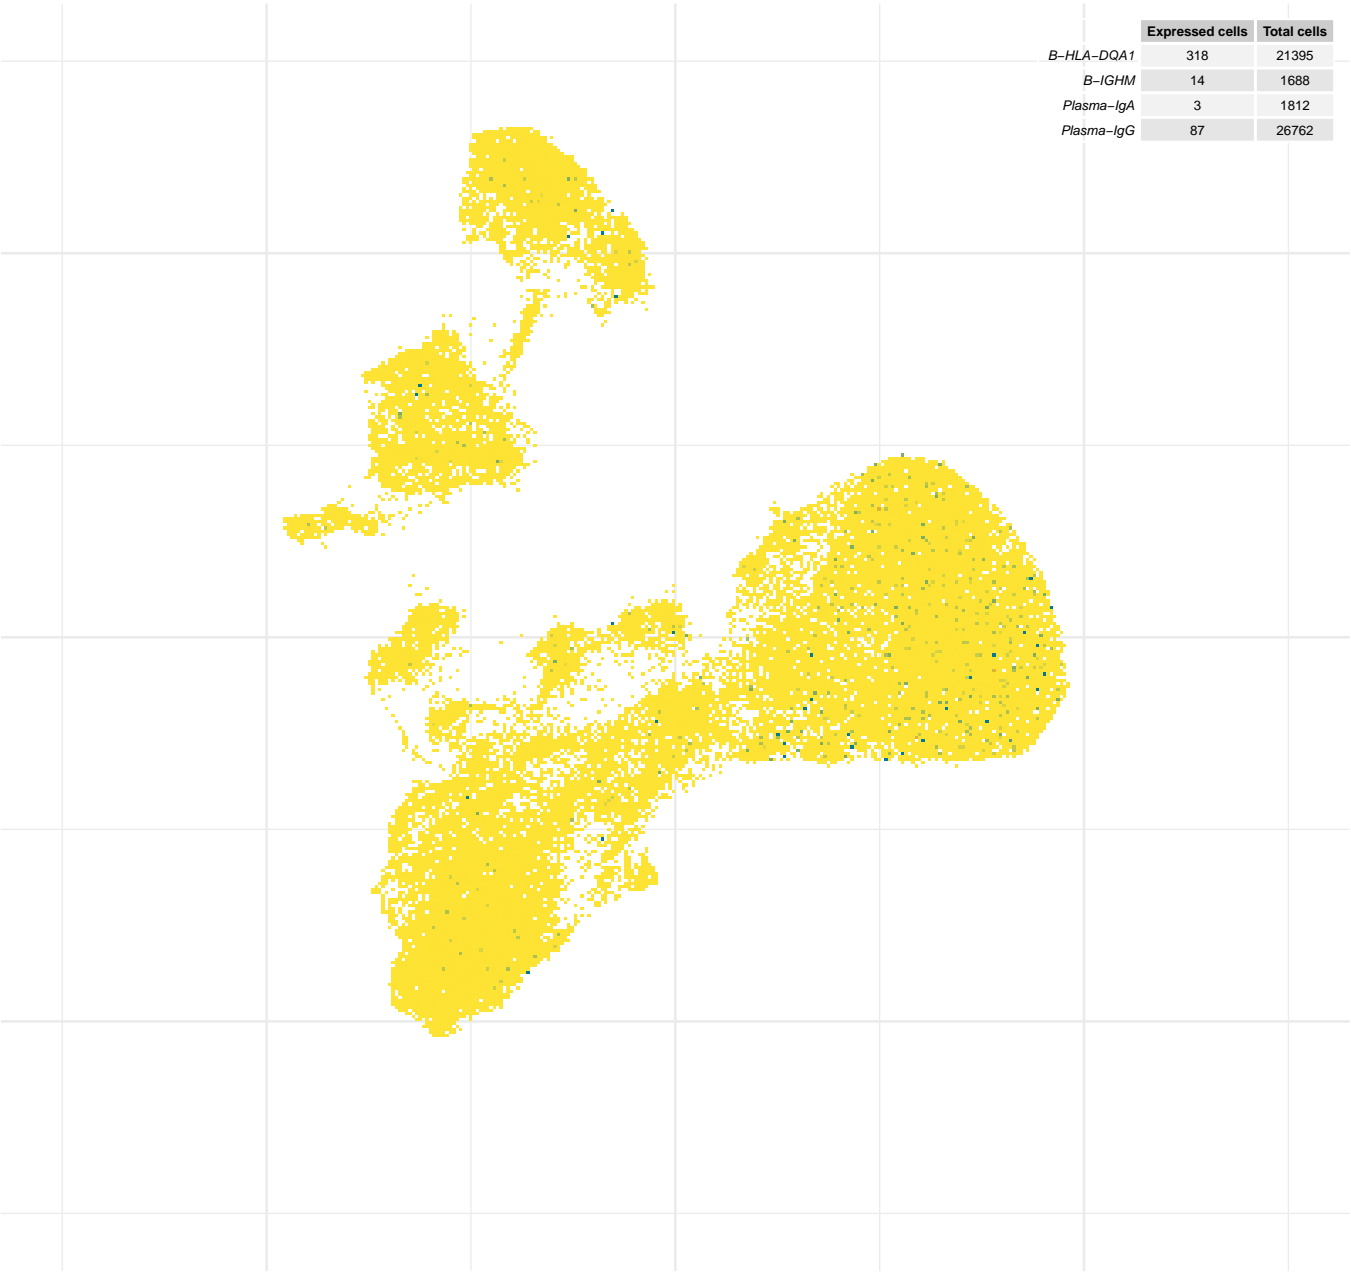 Expressed cells Total cells
B−HLA−DQA1 318 21395
B−IGHM 14 1688
Plasma−IgA 3 1812
Plasma−IgG 87 26762